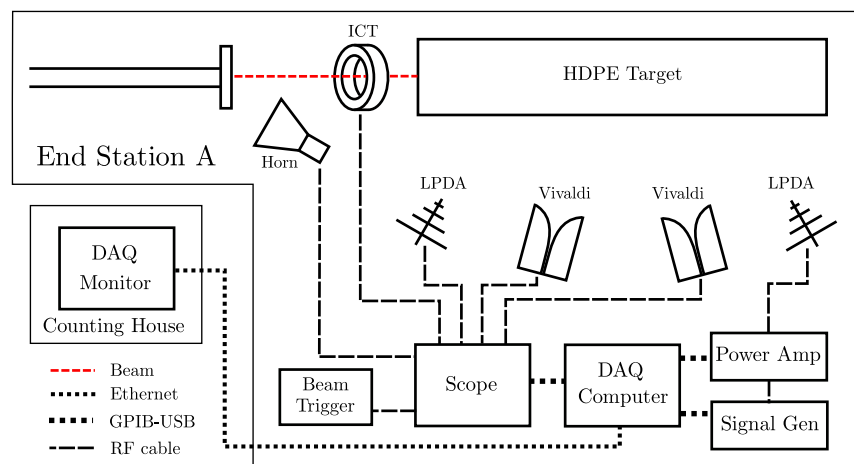 ICT
HDPE Target
End Station A
Horn
LPDA
Vivaldi
Vivaldi
LPDA
DAQ
Monitor
Counting House
Beam
Ethernet
GPIB-USB
RF cable
Beam
Trigger
Scope
DAQ
Computer
Power Amp
Signal Gen